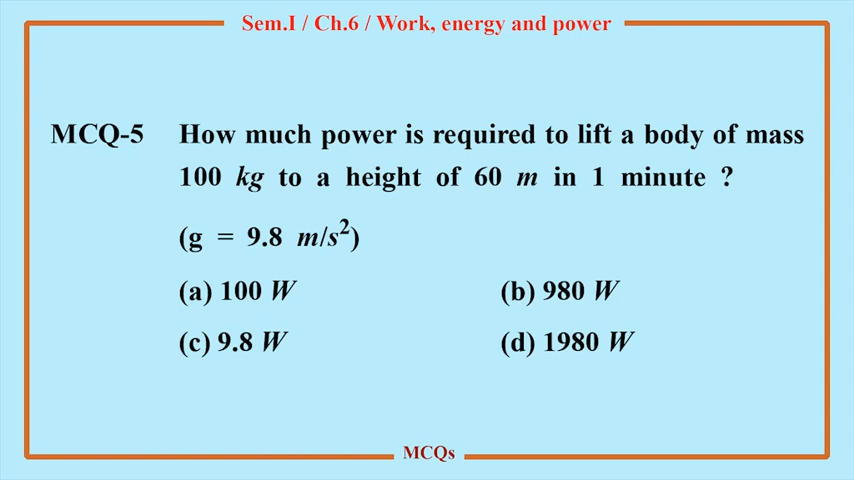 Sem.I / Ch.6 / Work, energy and power
MCQ-5 How much power is required to lift a body of mass
100 kg to a height of 60 m in 1 minute ?
(g = 9.8 m/s²)
(a) 100 W (b) 980 W
(c) 9.8 W (d) 1980 W
MCQs